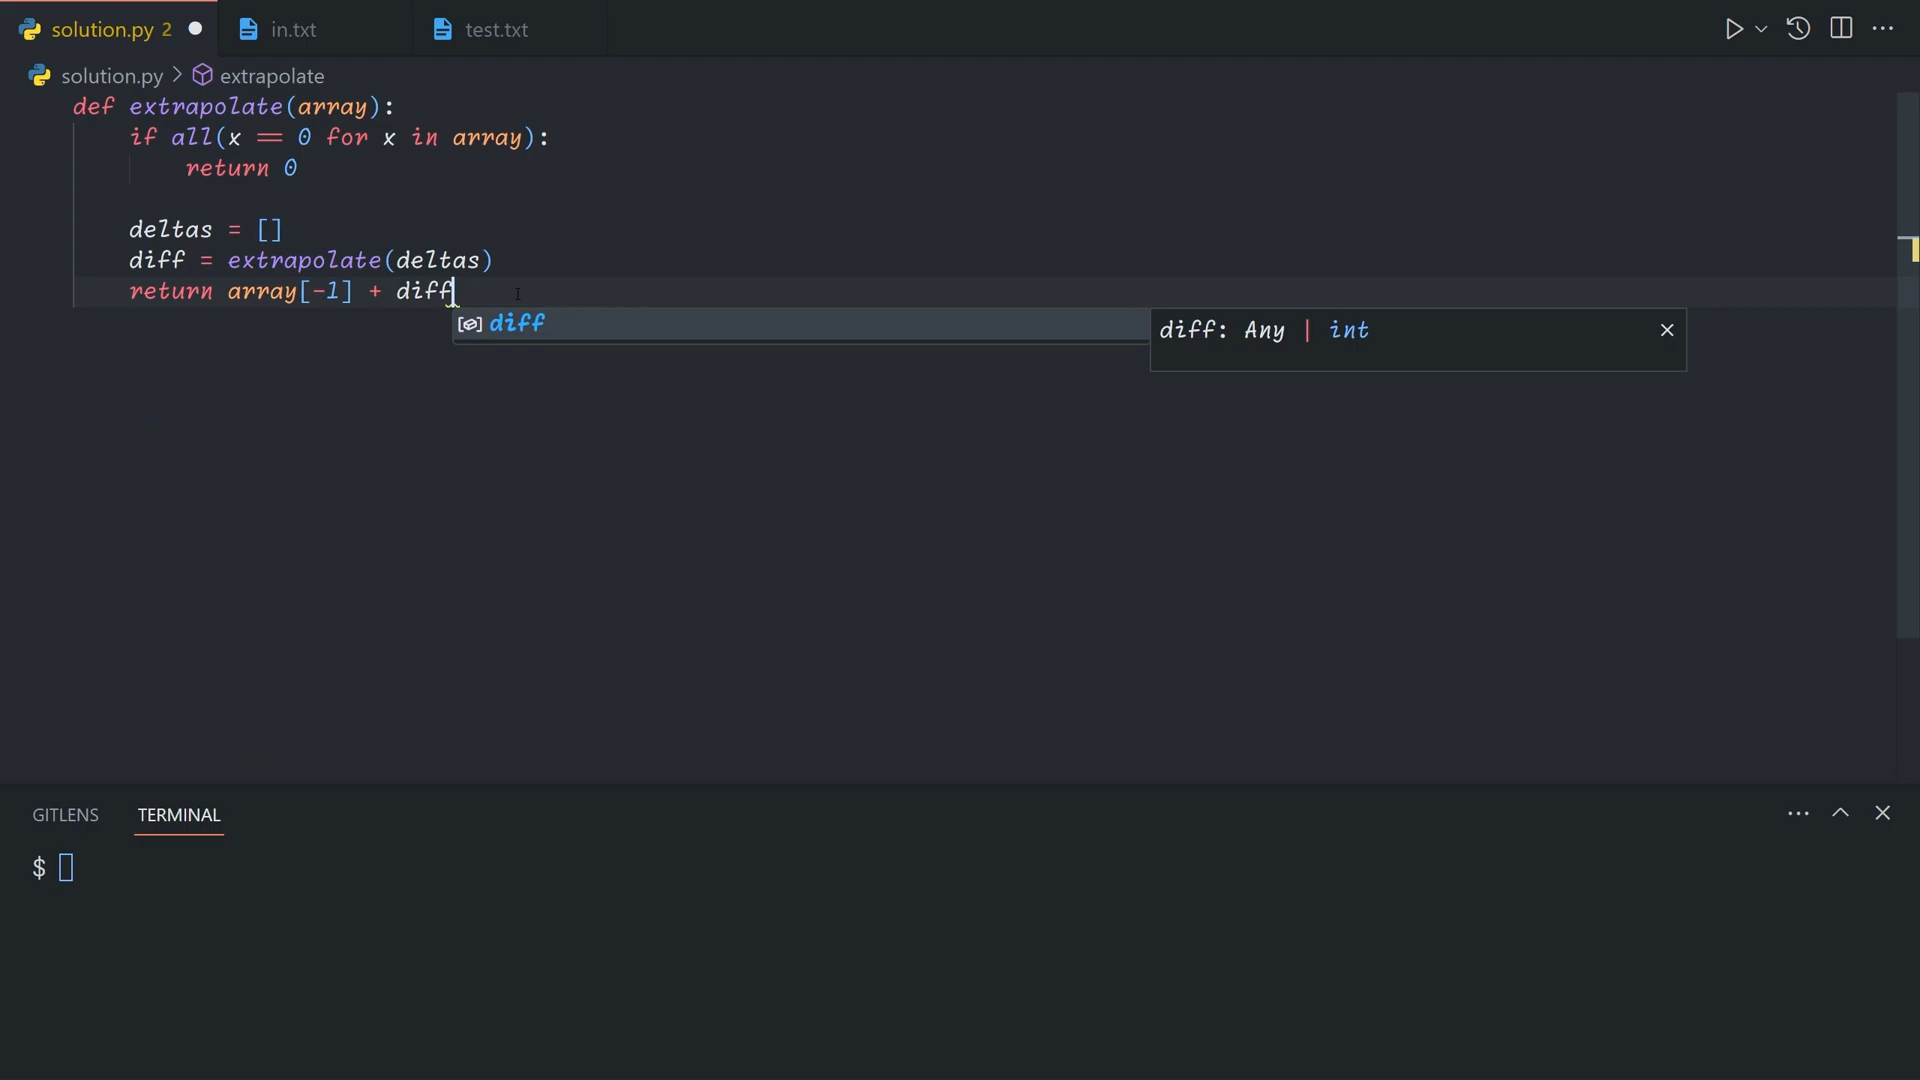 solution.py 2
in.txt
test.txt
solution.py > extrapolate
def extrapolate(array):
if all(x == 0 for x in array):
return 0
deltas = []
diff = extrapolate(deltas)
return array[-1] + diff
diff
diff: Any | int
GITLENS
TERMINAL
$